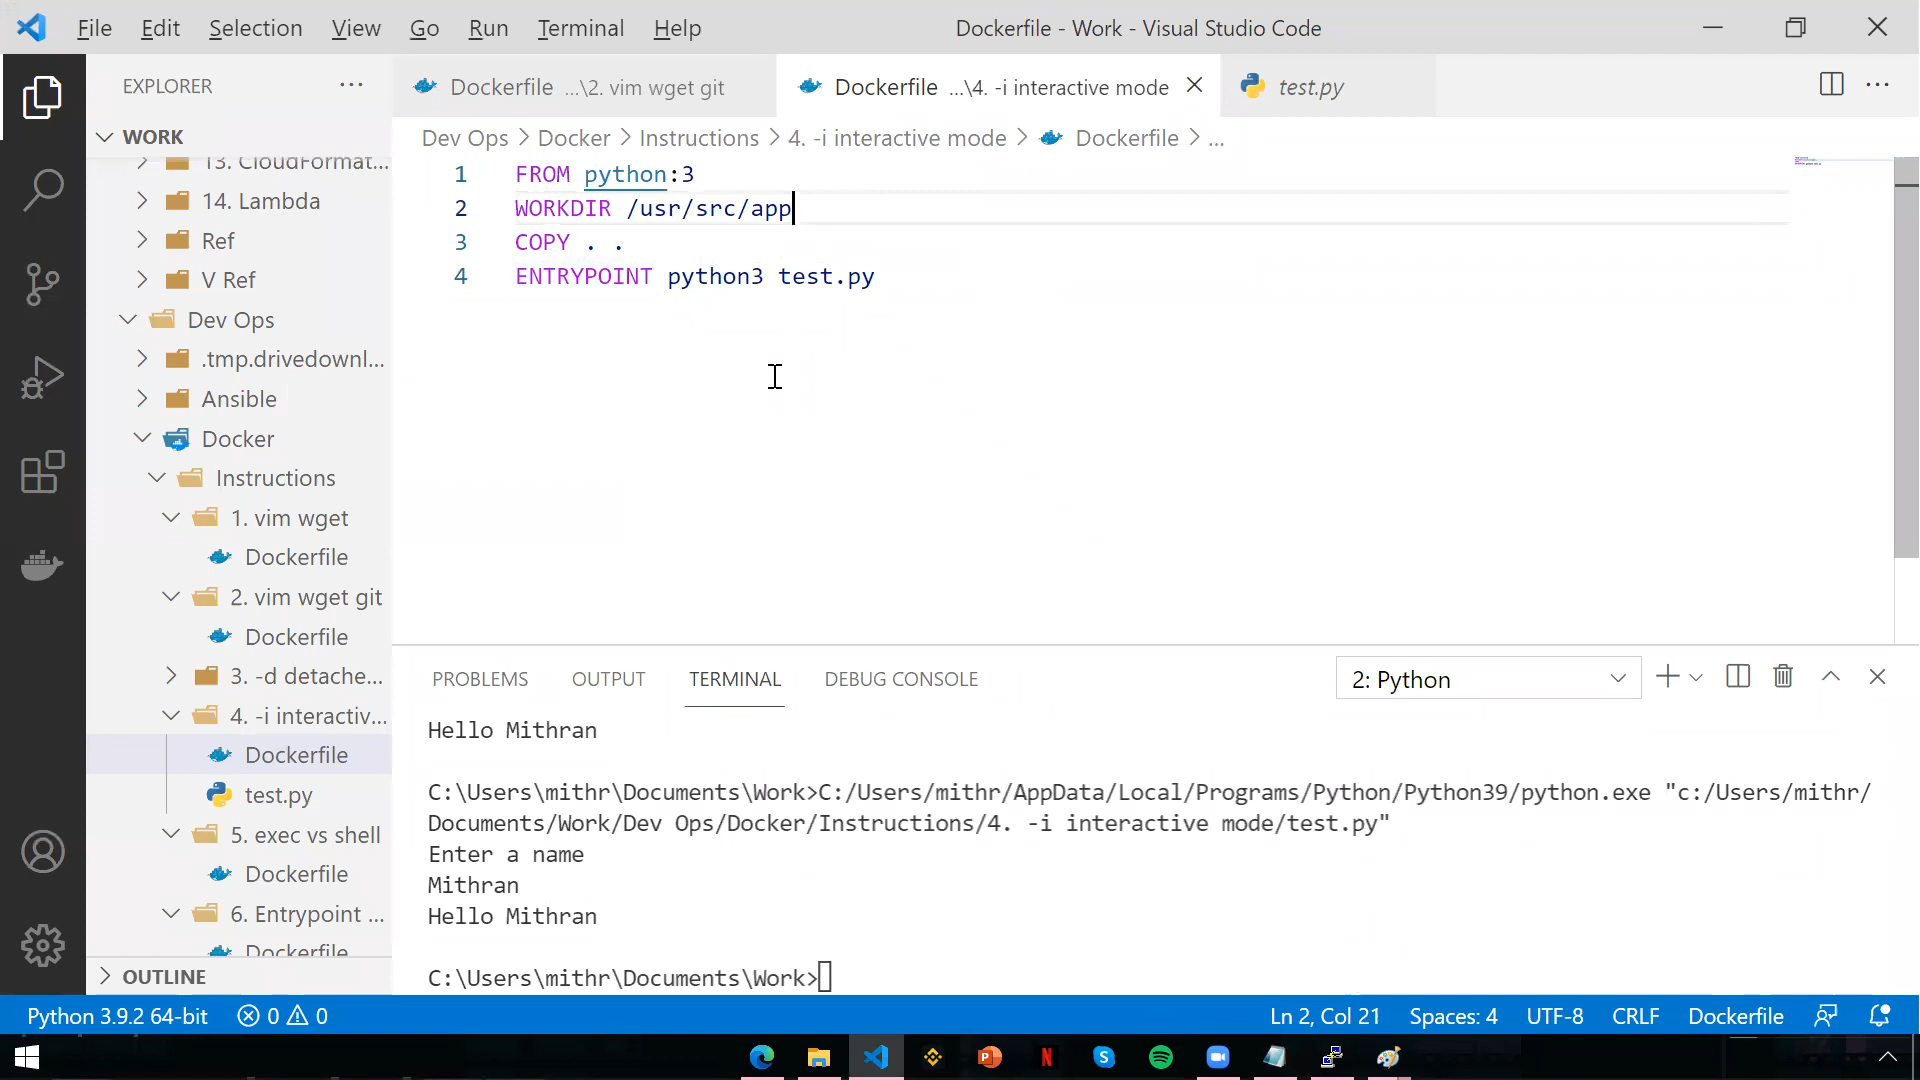 File Edit Selection View Go Run Terminal Help Dockerfile - Work - Visual Studio Code
EXPLORER
WORK
13. CloudFormat...
14. Lambda
Ref
V Ref
Dev Ops
.tmp.drivedownl...
Ansible
Docker
Instructions
1. vim wget
Dockerfile
2. vim wget git
Dockerfile
3. -d detache...
4. -i interactiv...
Dockerfile
test.py
5. exec vs shell
Dockerfile
6. Entrypoint ...
Dockerfile
OUTLINE
Dockerfile ...\2. vim wget git Dockerfile ...\4. -i interactive mode test.py
Dev Ops > Docker > Instructions > 4. -i interactive mode > Dockerfile > ...
1 FROM python:3
2 WORKDIR /usr/src/app
3 COPY . .
4 ENTRYPOINT python3 test.py
PROBLEMS OUTPUT TERMINAL DEBUG CONSOLE 2: Python
Hello Mithran
C:\Users\mithr\Documents\Work>C:/Users/mithr/AppData/Local/Programs/Python/Python39/python.exe "c:/Users/mithr/
Documents/Work/Dev Ops/Docker/Instructions/4. -i interactive mode/test.py"
Enter a name
Mithran
Hello Mithran
C:\Users\mithr\Documents\Work>
Python 3.9.2 64-bit 0 0 Ln 2, Col 21 Spaces: 4 UTF-8 CRLF Dockerfile